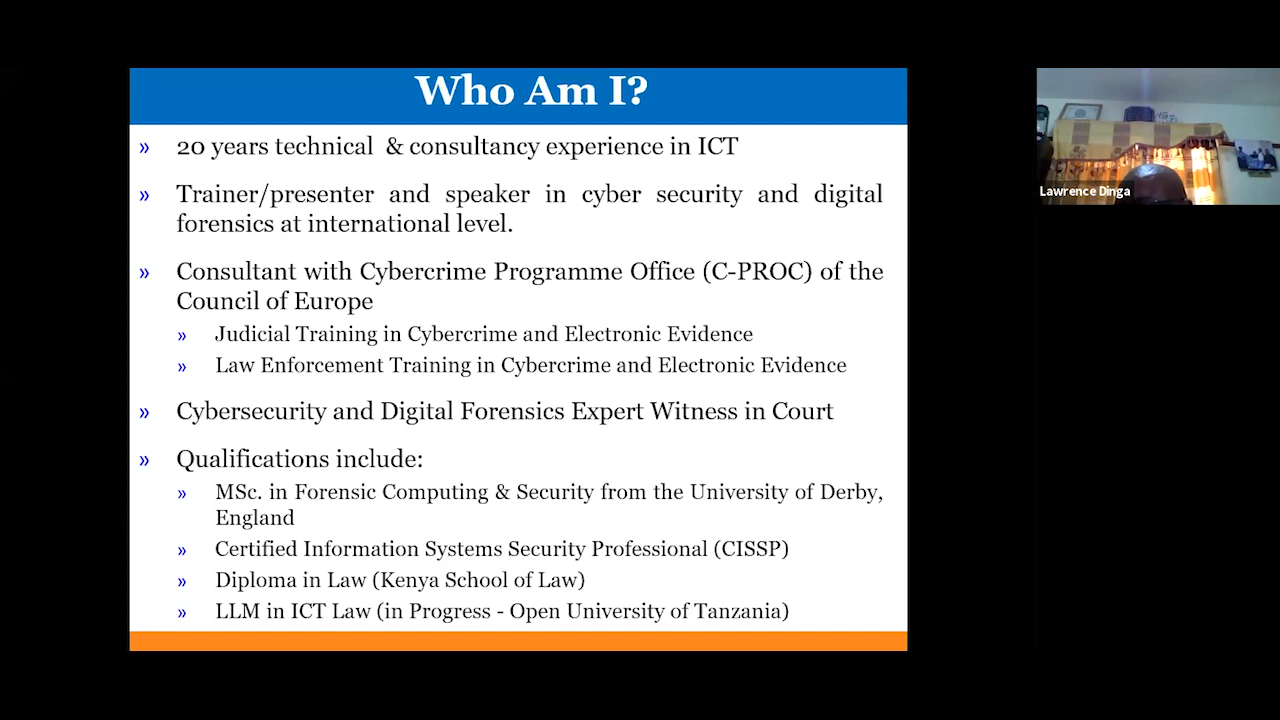 Who Am I?
» 20 years technical & consultancy experience in ICT
» Trainer/presenter and speaker in cyber security and digital
forensics at international level.
» Consultant with Cybercrime Programme Office (C-PROC) of the
Council of Europe
» Judicial Training in Cybercrime and Electronic Evidence
» Law Enforcement Training in Cybercrime and Electronic Evidence
» Cybersecurity and Digital Forensics Expert Witness in Court
» Qualifications include:
» MSc. in Forensic Computing & Security from the University of Derby,
England
» Certified Information Systems Security Professional (CISSP)
» Diploma in Law (Kenya School of Law)
» LLM in ICT Law (in Progress - Open University of Tanzania)
Lawrence Dinga